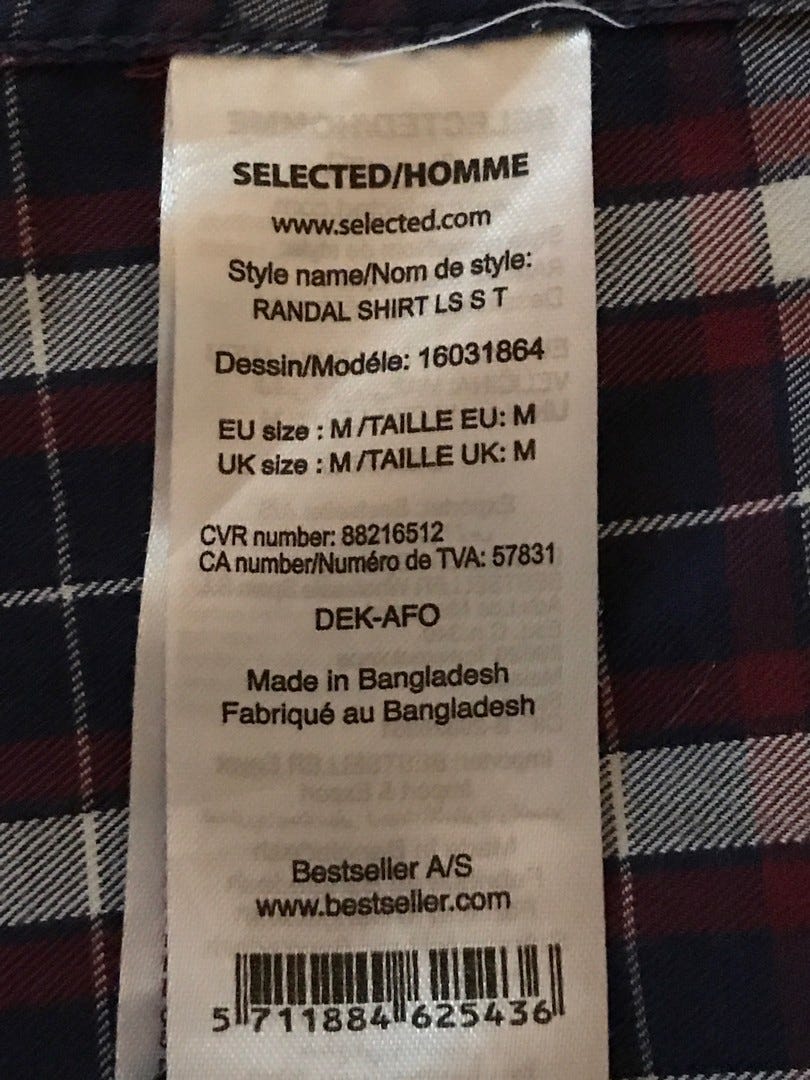 SELECTED/HOMME
www.selected.com
Style name/Nom de style:
RANDAL SHIRT LS S T
Dessin/Modéle: 16031864
EU size : M /TAILLE EU: M
UK size : M /TAILLE UK: M
CVR number: 88216512
CA number/Numéro de TVA: 57831
DEK-AFO
Made in Bangladesh
Fabriqué au Bangladesh
Bestseller A/S
www.bestseller.com
5 711884 625436